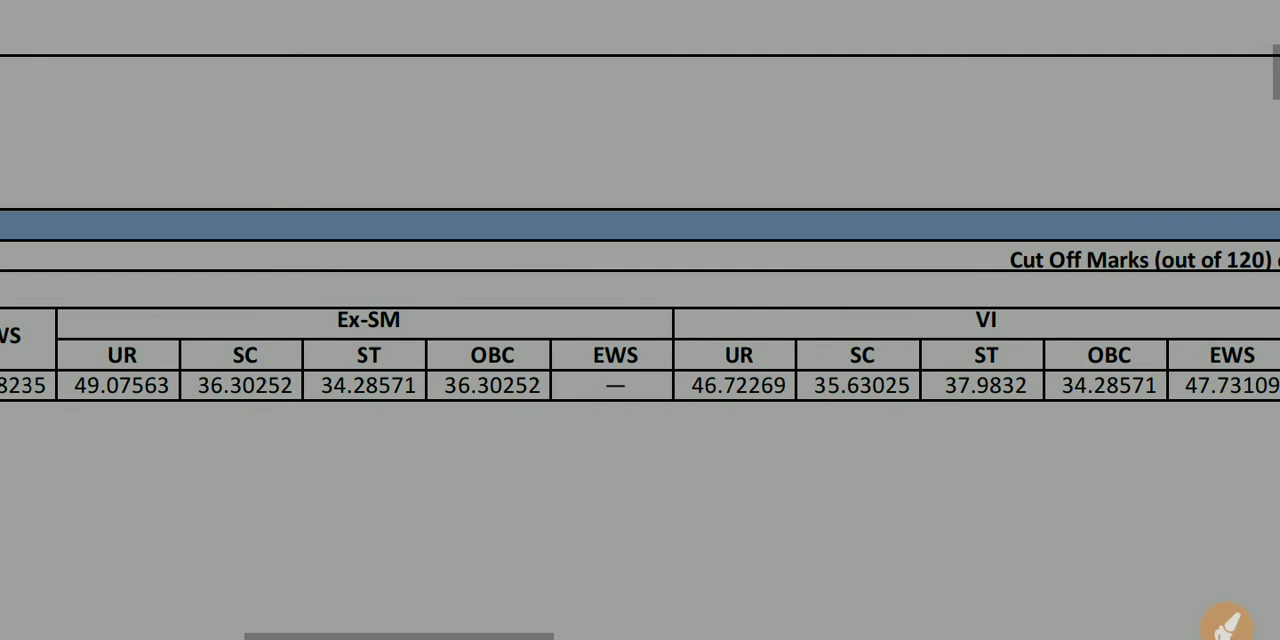 Cut Off Marks (out of 120)
Ex-SM VI
UR SC ST OBC EWS UR SC ST OBC EWS
8235 49.07563 36.30252 34.28571 36.30252 — 46.72269 35.63025 37.9832 34.28571 47.73109